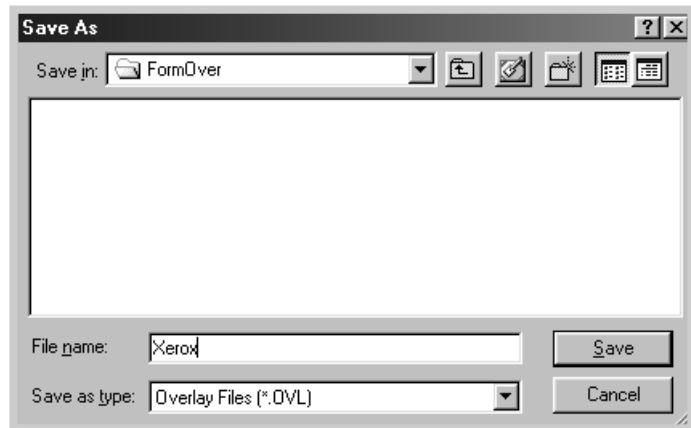 Save As
Save in: FormOver
File name: Xerox
Save
Save as type: Overlay Files (*.OVL)
Cancel